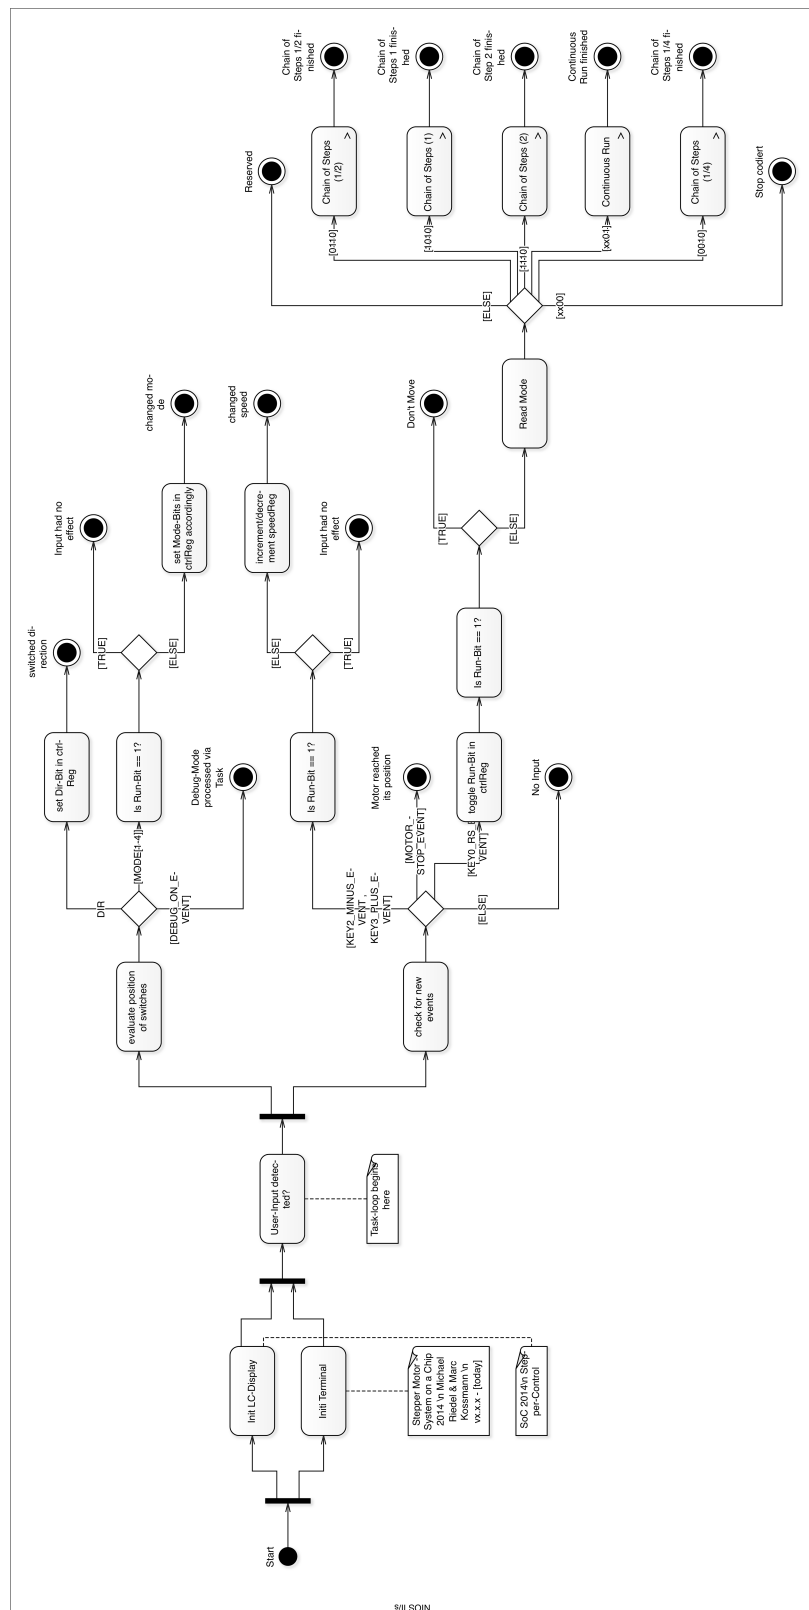 Start
Init LC-Display
Initi Terminal
Stepper Motor >
System on a Chip
2014 \n Michael
Riedel & Marc
Kossmann \n
vx.x.x - [today]
SoC 2014\n Step-
per-Control
User-Input detec-
ted?
Task-loop begins
here
evaluate position
of switches
check for new
events
DIR
[MODE[1-4]]
[DEBUG_ON_E-
VENT]
set Dir-Bit in ctrl-
Reg
switched di-
rection
Is Run-Bit == 1?
Debug-Mode
processed via
Task
[TRUE]
[ELSE]
Input had no
effect
set Mode-Bits in
ctrlReg accordingly
changed mo-
de
[KEY2_MINUS_E-
VENT,
KEY3_PLUS_E-
VENT]
Is Run-Bit == 1?
[ELSE]
[TRUE]
increment/decre-
ment speedReg
changed
speed
Input had no
effect
[MOTOR_-
STOP_EVENT]
Motor reached
its position
[KEY0_RS_E-
VENT]
toggle Run-Bit in
ctrlReg
[ELSE]
No Input
Is Run-Bit == 1?
[TRUE]
[ELSE]
Don't Move
Read Mode
[ELSE]
Reserved
[0110]
Chain of Steps
(1/2)
Chain of
Steps 1/2 fi-
nished
[1010]
Chain of Steps (1)
Chain of
Steps 1 finis-
hed
[1110]
Chain of Steps (2)
Chain of
Step 2 finis-
hed
[xx01]
Continuous Run
Continuous
Run finished
[0010]
Chain of Steps
(1/4)
Chain of
Steps 1/4 fi-
nished
[xx00]
Stop codiert